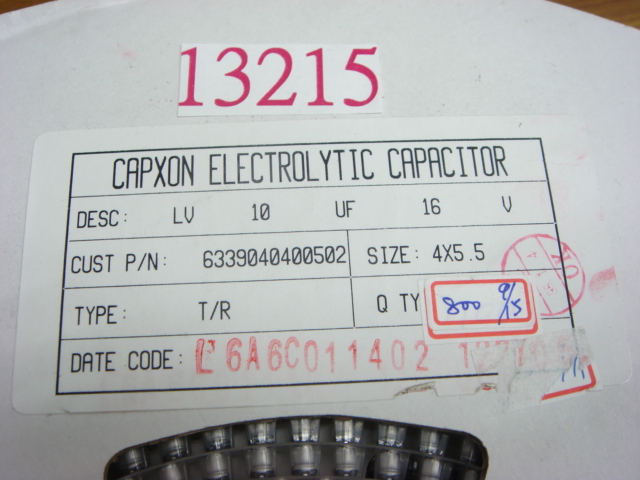 13215
CAPXON ELECTROLYTIC CAPACITOR
DESC: LV 10 UF 16 V
CUST P/N: 6339040400502 SIZE: 4X5.5
TYPE: T/R Q TY 800 9/15
DATE CODE: 6A6C011402